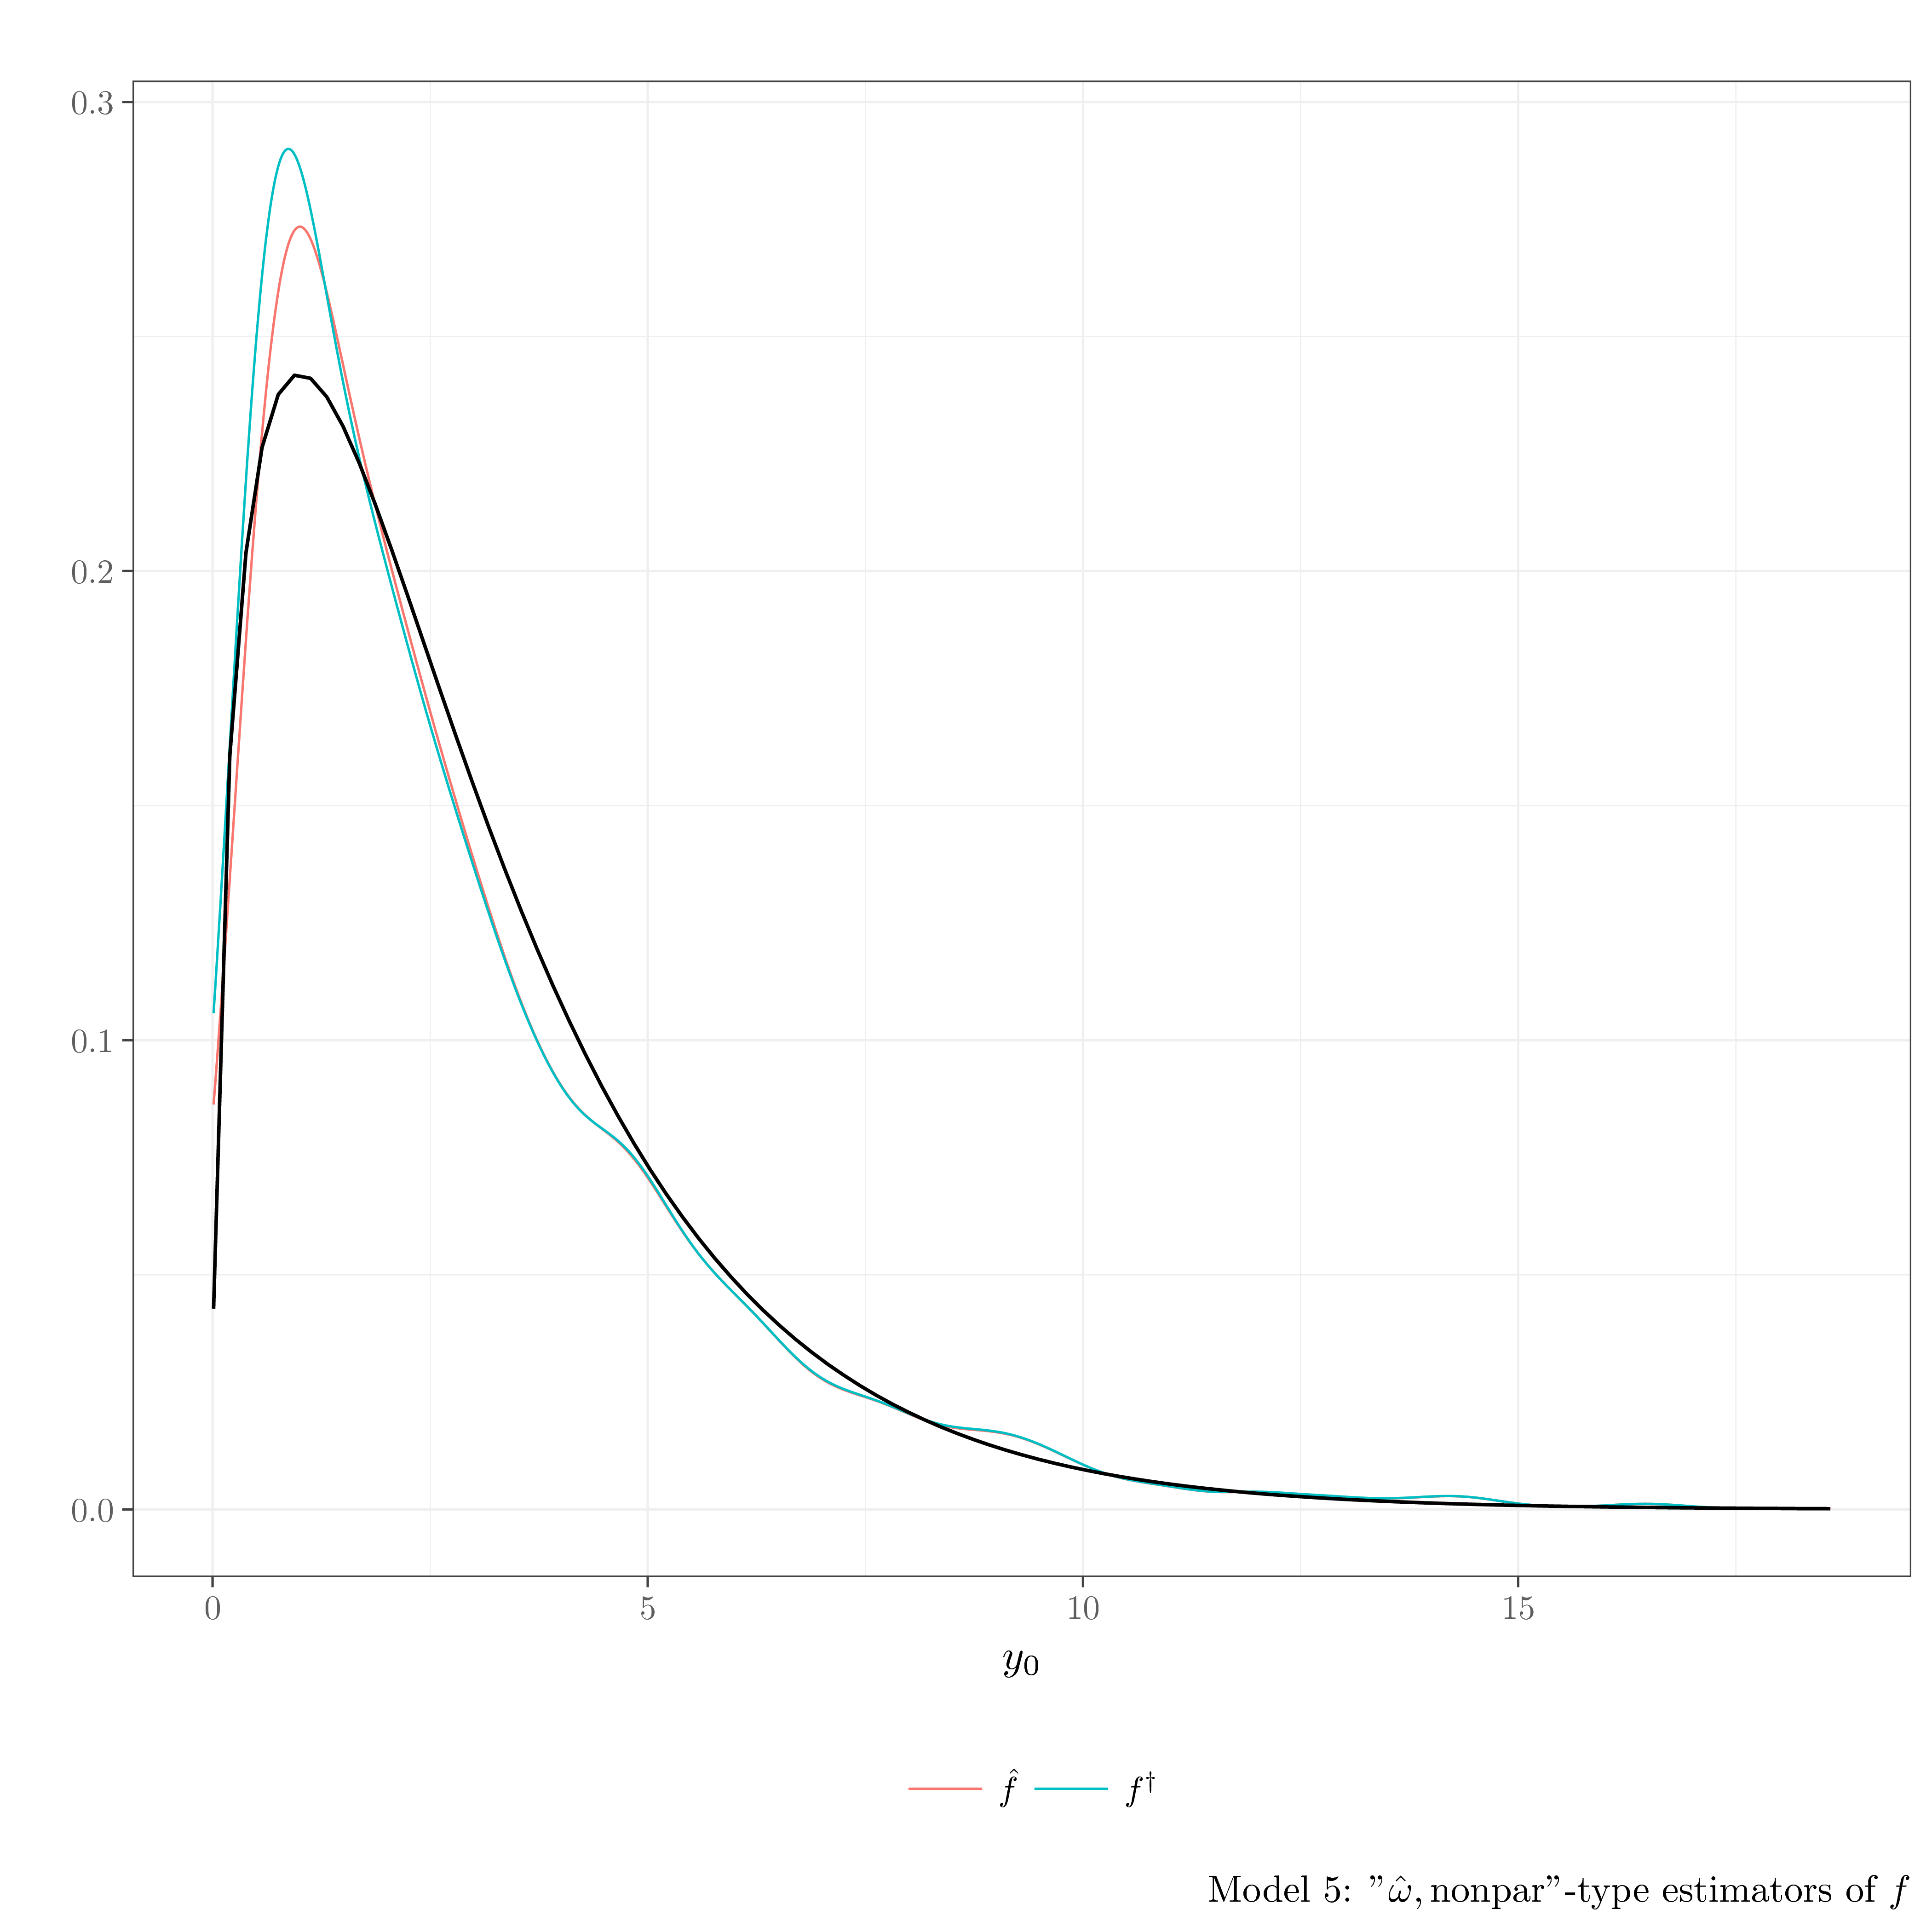 0.3
0.2
0.1
0.0
0 5 10 15
y₀
f̂ f†
Model 5: ”ω̂, nonpar”-type estimators of f